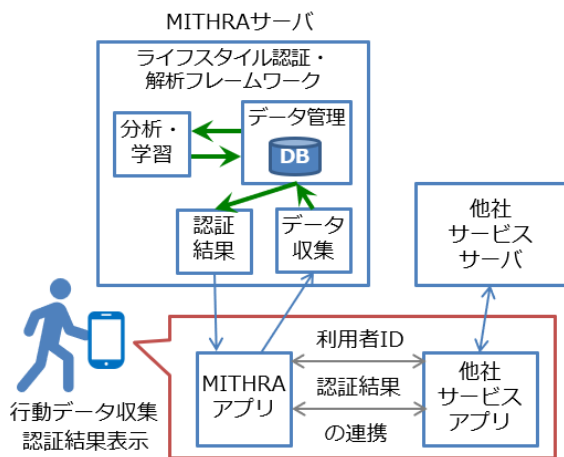 MITHRAサーバ
ライフスタイル認証・
解析フレームワーク
分析・
学習
データ管理
DB
認証
結果
データ
収集
他社
サービス
サーバ
利用者ID
MITHRA
アプリ
認証結果
の連携
他社
サービス
アプリ
行動データ収集
認証結果表示